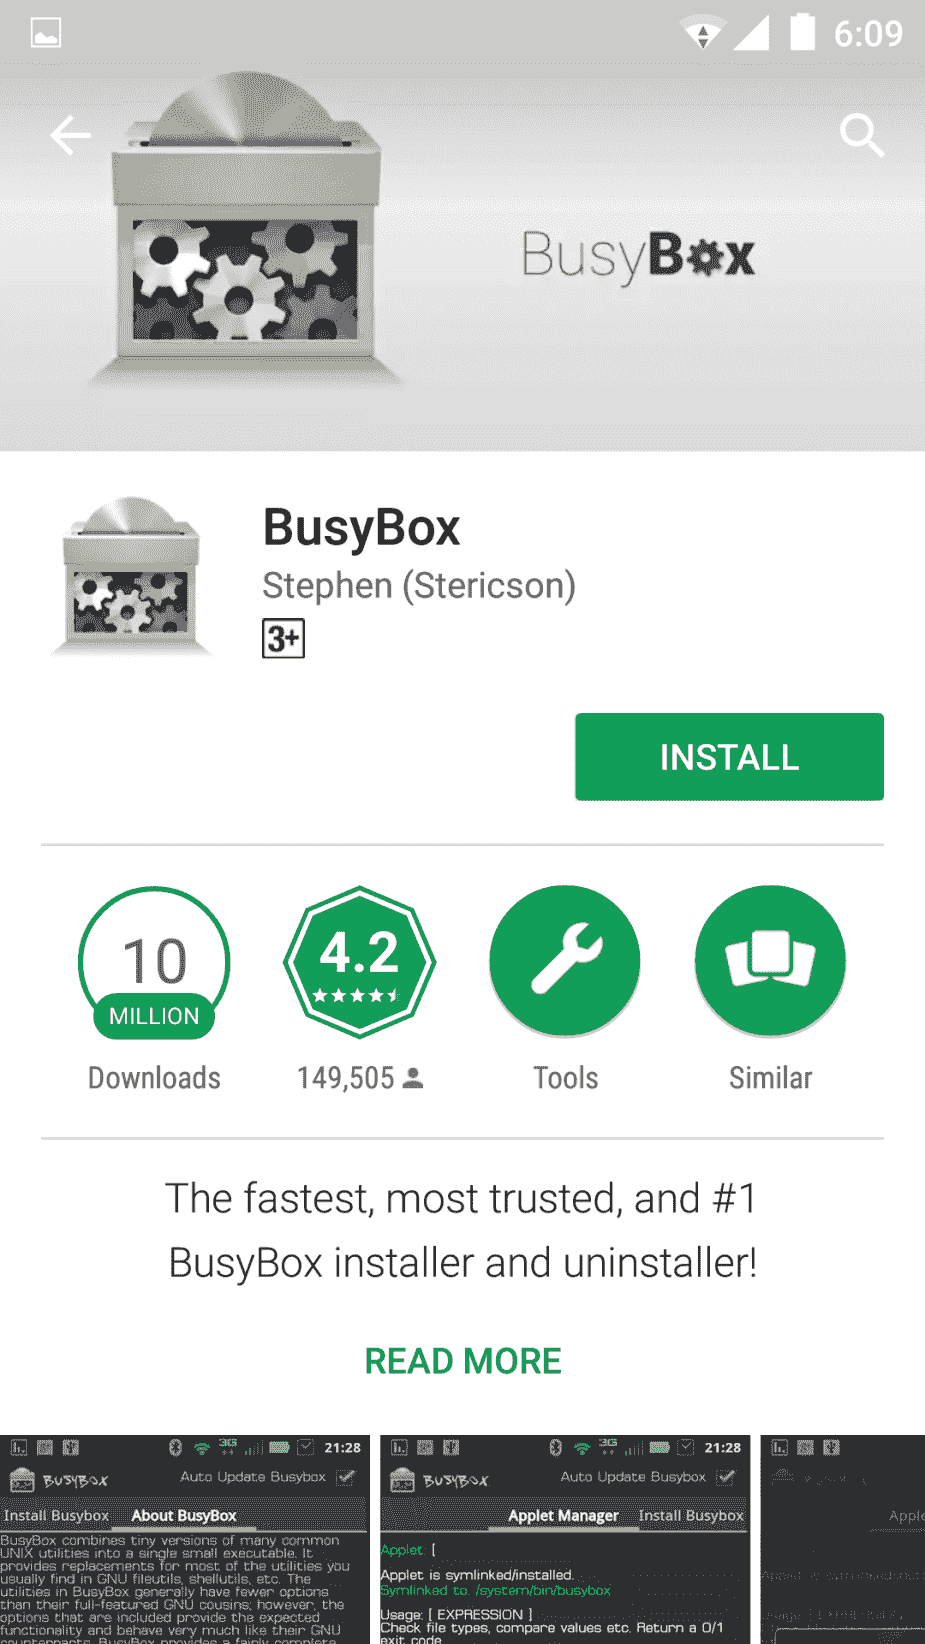 6:09
BusyBox
BusyBox
Stephen (Stericson)
3+
INSTALL
10
MILLION
Downloads
4.2
149,505
Tools
Similar
The fastest, most trusted, and #1
BusyBox installer and uninstaller!
READ MORE
3G 21:28
BUSYBOX Auto Update Busybox
Install Busybox About BusyBox
BusyBox combines tiny versions of many common
UNIX utilities into a single small executable. It
provides replacements for most of the utilities you
usually find in GNU fileutils, shellutils, etc. The
utilities in BusyBox generally have fewer options
than their full-featured GNU cousins; however, the
options that are included provide the expected
functionality and behave very much like their GNU
counterparts. BusyBox provides a fairly complete
3G 21:28
BUSYBOX Auto Update Busybox
Applet Manager Install Busybox
Applet: [
Applet is symlinked/installed.
Symlinked to: /system/bin/busybox
Usage: [ EXPRESSION ]
Check file types, compare values etc. Return a 0/1
exit code
Apple